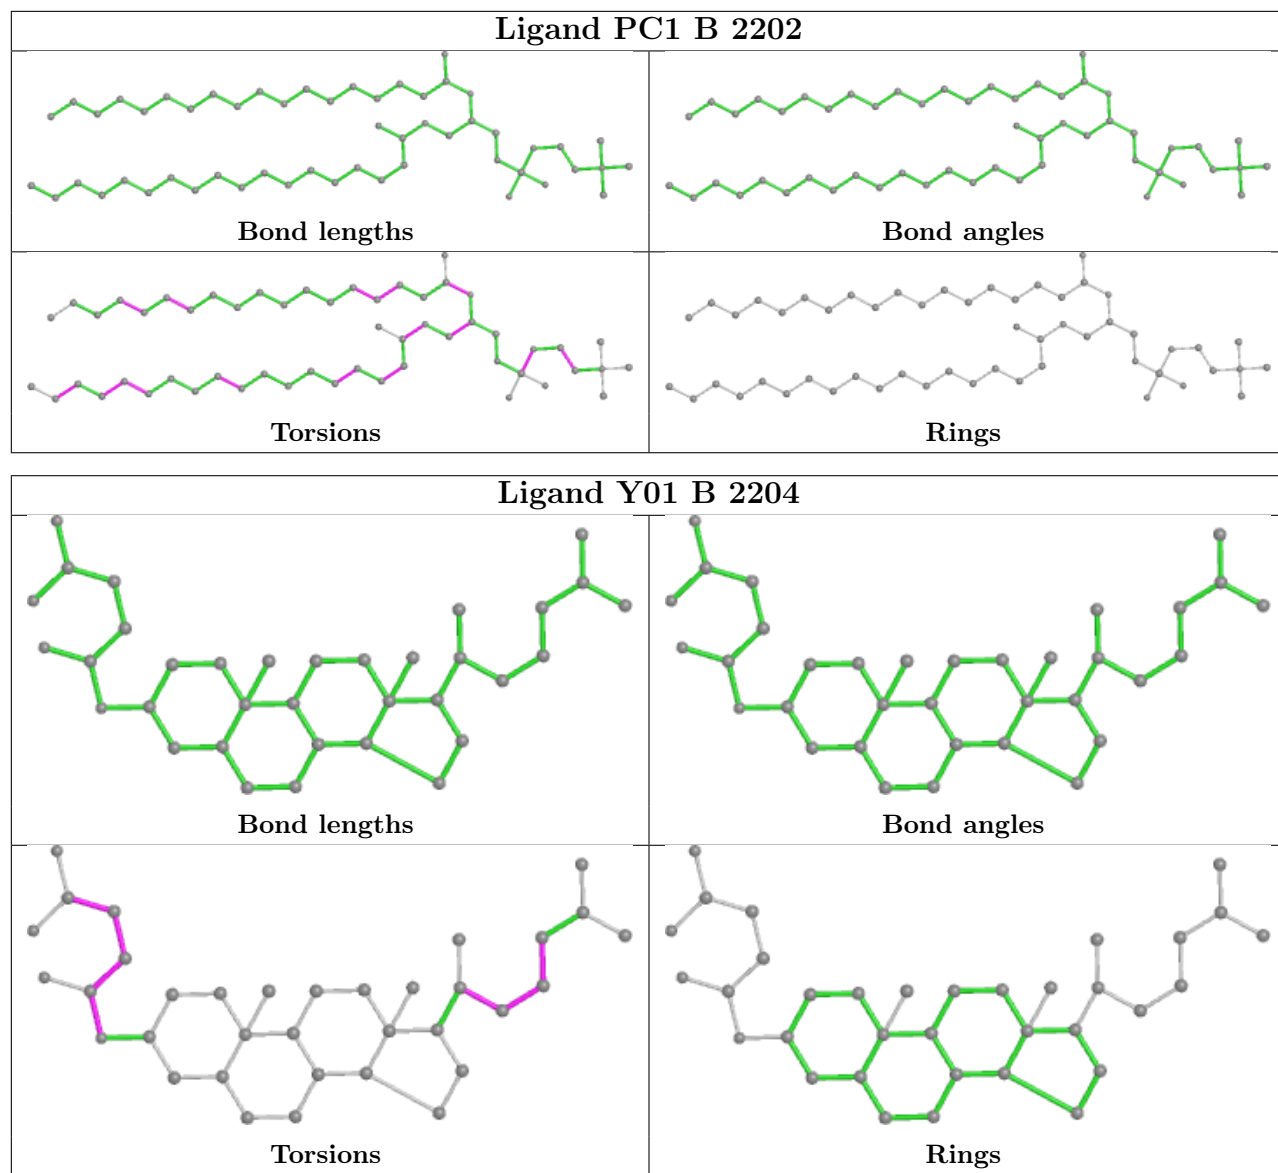 Ligand PC1 B 2202
Bond lengths
Bond angles
Torsions
Rings
Ligand Y01 B 2204
Bond lengths
Bond angles
Torsions
Rings